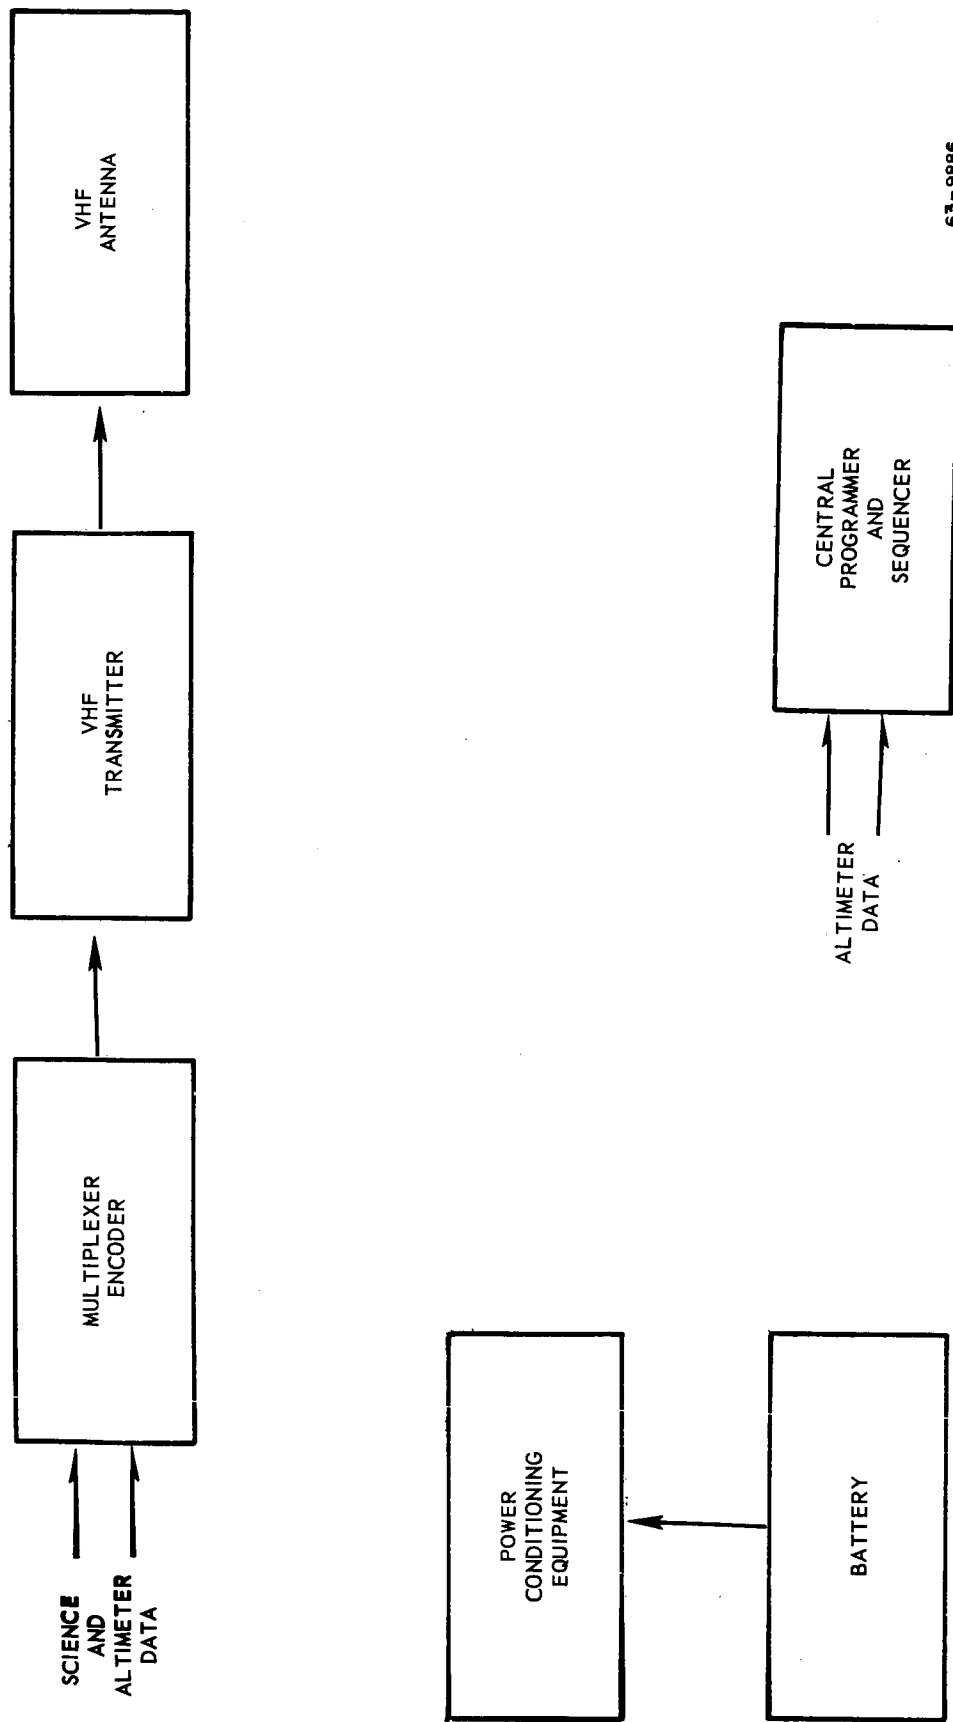 SCIENCE
AND
ALTIMETER
DATA
MULTIPLEXER
ENCODER
VHF
TRANSMITTER
VHF
ANTENNA
POWER
CONDITIONING
EQUIPMENT
BATTERY
ALTIMETER
DATA
CENTRAL
PROGRAMMER
AND
SEQUENCER